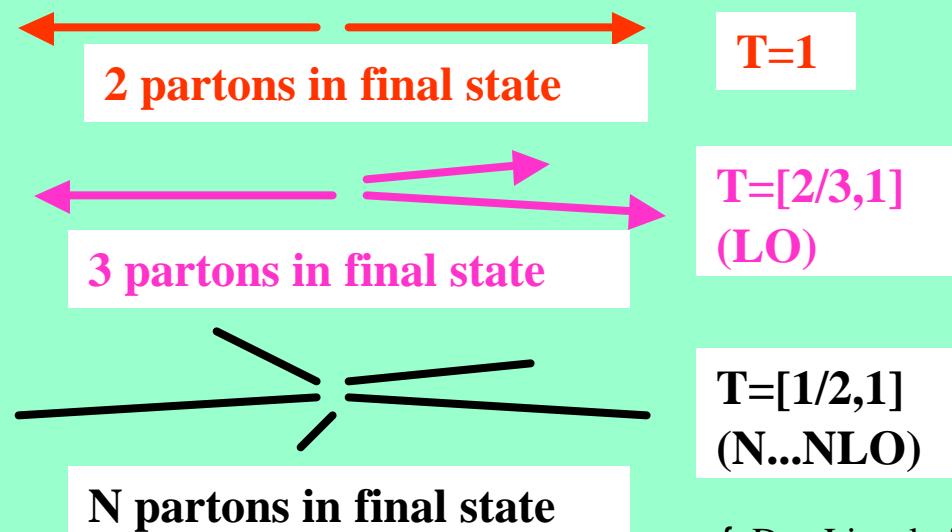 T=1
2 partons in final state
T=[2/3,1]
(LO)
3 partons in final state
T=[1/2,1]
(N...NLO)
N partons in final state